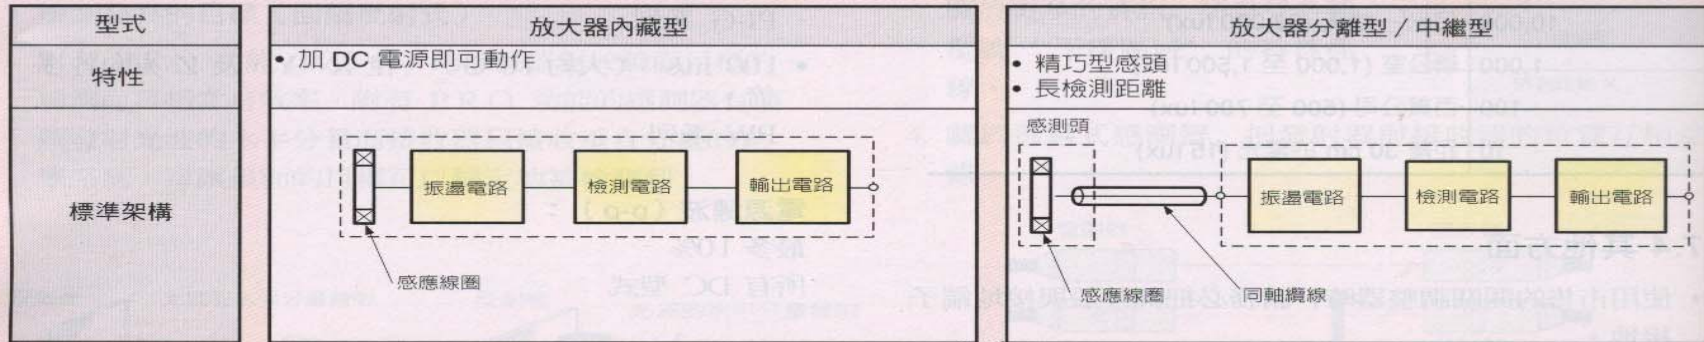 型式
特性
標準架構
放大器內藏型
• 加 DC 電源即可動作
振盪電路
檢測電路
輸出電路
感應線圈
放大器分離型 / 中繼型
• 精巧型感頭
• 長檢測距離
感測頭
振盪電路
檢測電路
輸出電路
感應線圈
同軸纜線